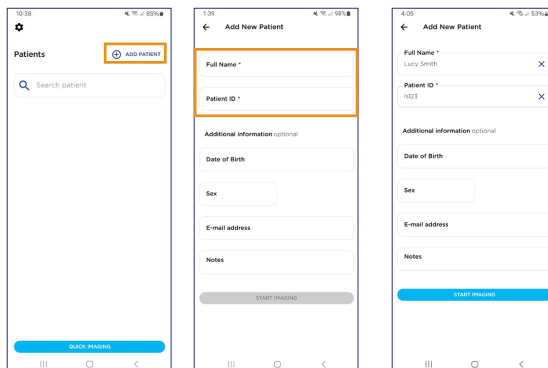 10:38
85%
Patients
ADD PATIENT
Search patient
QUICK IMAGING
1:39
98%
Add New Patient
Full Name *
Patient ID *
Additional information optional
Date of Birth
Sex
E-mail address
Notes
START IMAGING
4:05
53%
Add New Patient
Full Name *
Lucy Smith
Patient ID *
ls123
Additional information optional
Date of Birth
Sex
E-mail address
Notes
START IMAGING